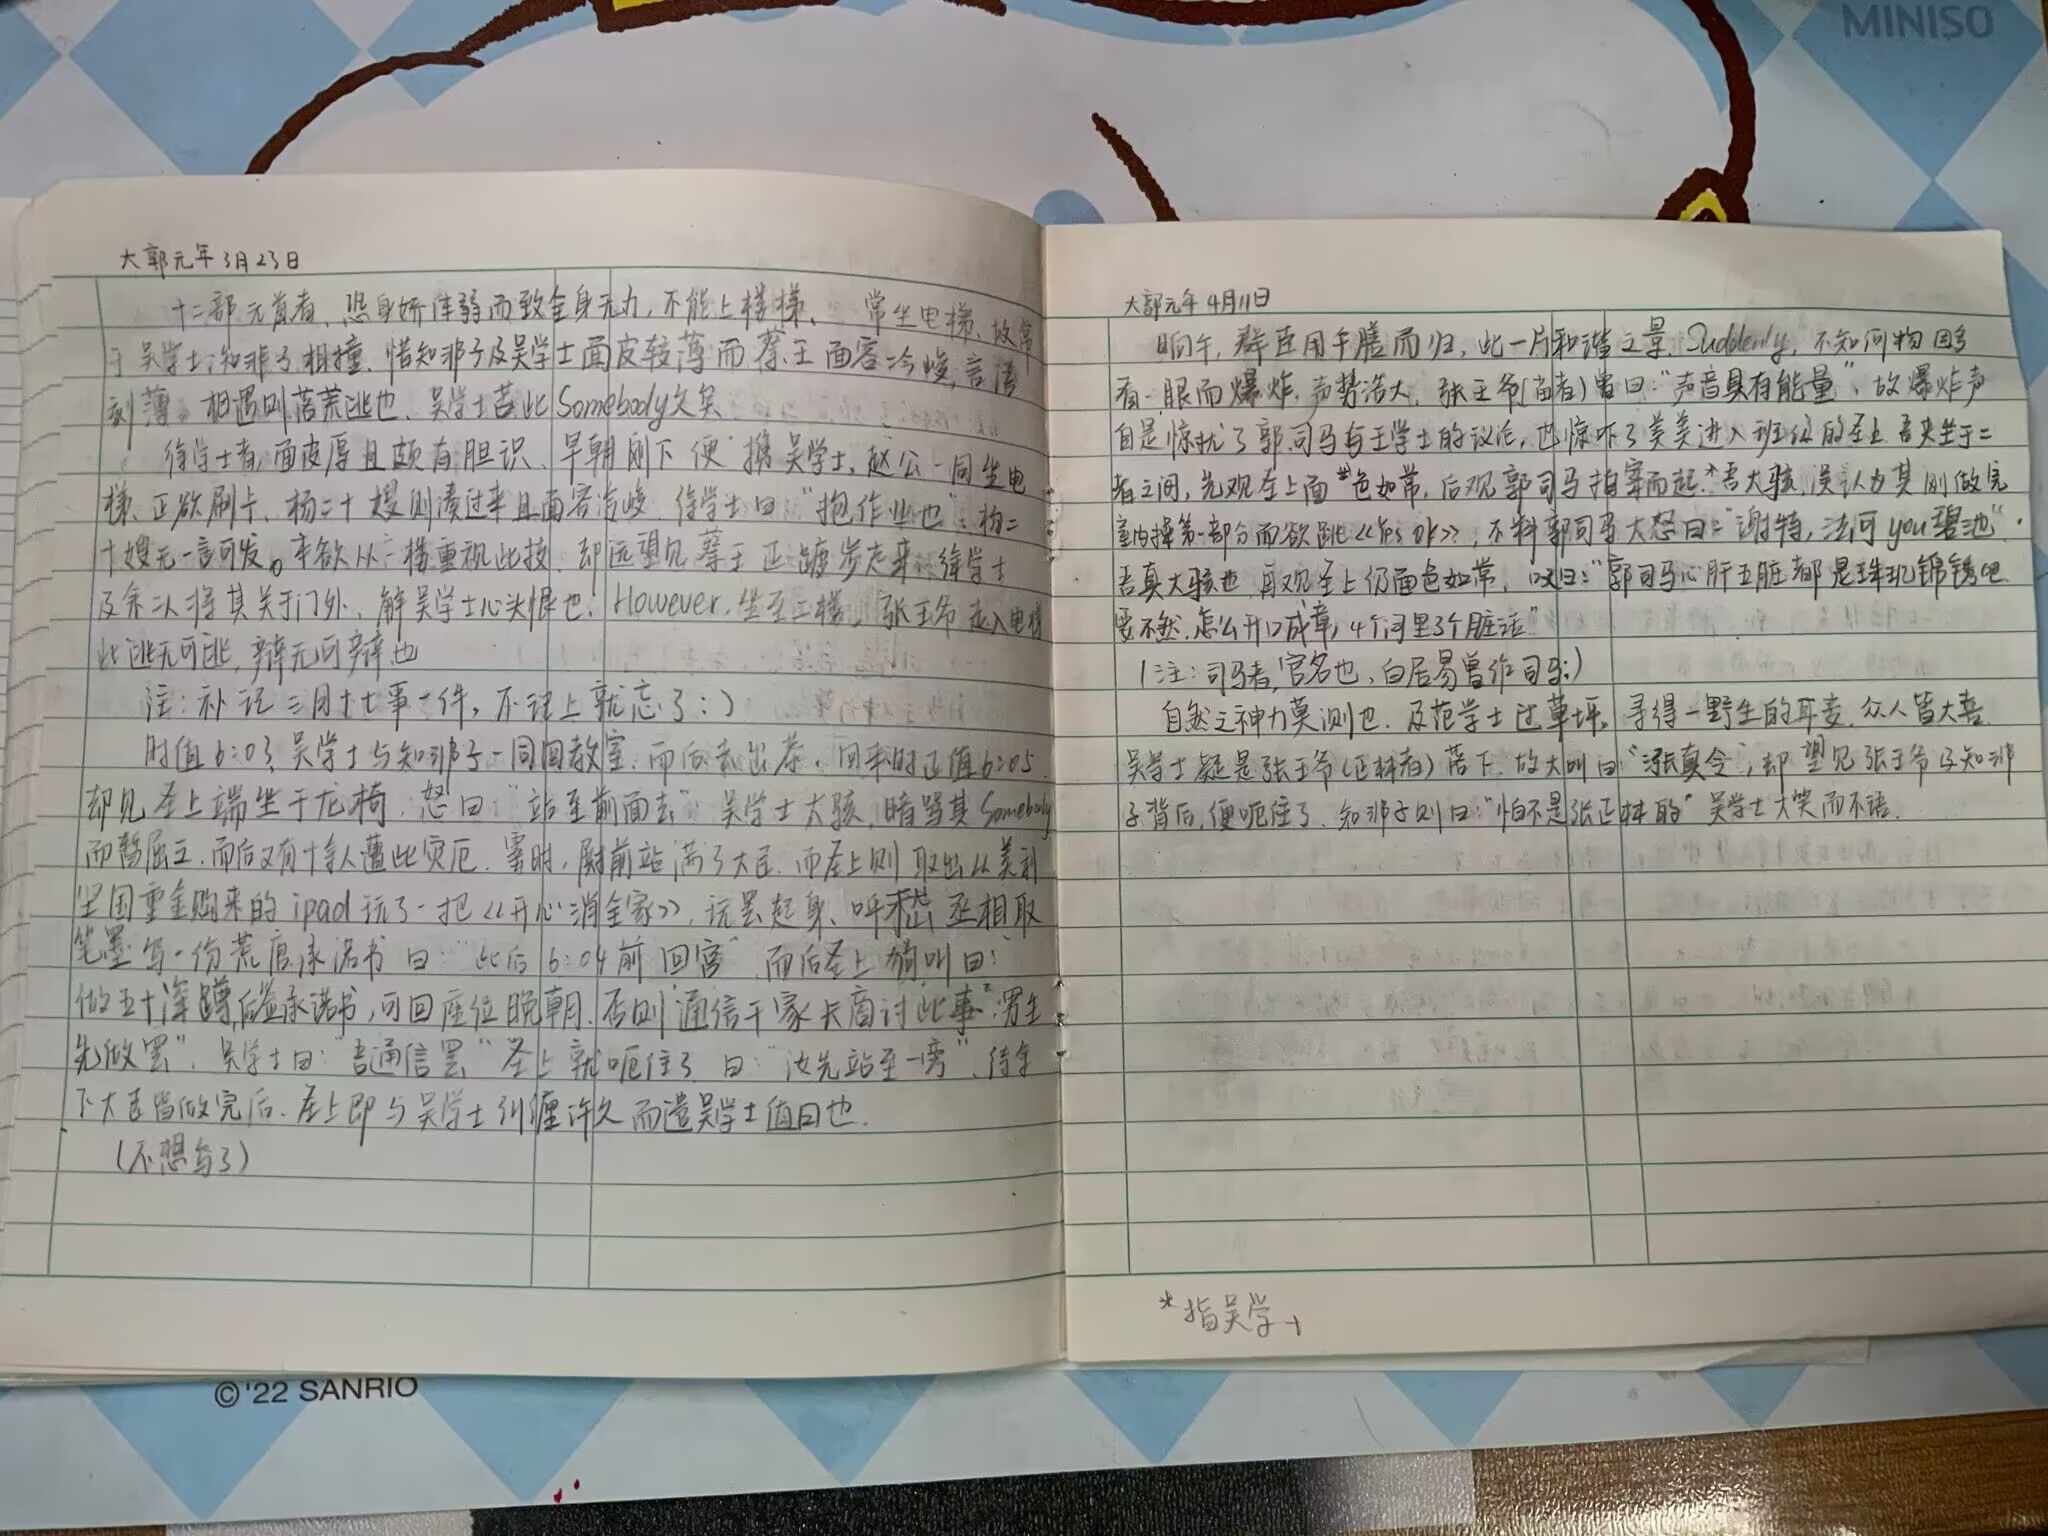 MINISO
大郭元年3月23日
十二部元首者、恐身娇体弱而致全身无力,不能上楼梯、常坐电梯、故常
于吴学士、知非子相撞.惜知非子及吴学士面皮较薄而蔡王面容冷峻,言语
刻薄 相遇则落荒逃也、吴学士苦此Somebody久矣
徐学士者,面皮厚且颇有胆识、早朝刚下便携吴学士,赵公一同坐电
梯、正欲刷卡、杨二十嫂则凑过来且面容冷峻、徐学士曰:“抱作业也”,杨二
十嫂无言可发。本欲从二楼重视此技、却远望见蔡王正踱步走来.徐学士
及余以将其关于门外,解吴学士心头恨也、However,坐至二楼、张王爷走入电梯
此逃无可逃,辩无可辩也
注:补记三月十七事一件,不记上就忘了:)
时值6:03,吴学士与知非子一同回教室,而后去出恭,回来时正值6:05
却见圣上端坐于龙椅,怒曰:“站至前面去”,吴学士大骇,暗骂其Somebody
而暂屈立,而后又有十余人遭此灾厄.霎时,殿前站满了大臣.而圣上则取出从美利
坚国重金购来的ipad玩了一把《开心消全家》,玩罢起身、呼 丞相取
笔墨写一份荒唐承诺书曰:“此后6:04前回宫”,而后圣上狗叫曰:
做五十深蹲,后签承诺书,可回座位晚朝,否则通信于家长商讨此事,男生
先做罢”,吴学士曰:“吾通信罢”圣上就呃住了,曰:“汝先站至一旁”,待余
下大臣皆做完后,圣上即与吴学士纠缠许久而遣吴学士值日也.
(不想写了)
大郭元年4月11日
晌午,群臣用午膳而归,此一片和谐之景.Suddenly,不知何物因多
看一眼而爆炸,声势浩大,张王爷(苗者)曾曰:“声音具有能量”,故爆炸声
自是惊扰了郭司马与王学士的议论,也惊吓了美美进入班级的圣上.吾夹坐于二
者之间,先观圣上面色如常,后观郭司马拍案而起.*吾大骇,误认为其刚做完
室内操第一部分而欲跳《Yes ok》,不料郭司马大怒曰:“谢特,法可you碧池”.
吾真大骇也,再观圣上仍面色如常,叹曰:“郭司马心肝五脏都是珠玑锦绣吧
要不然,怎么开口成章,4个词里3个脏话”
(注:司马者,官名也,白居易曾作司马:)
自然之神力莫测也.及范学士过草坪,寻得一野生的耳麦,众人皆大喜.
吴学士疑是张王爷(正林者)落下,故大叫曰:“张真令”,却望见张王爷及知非
子背后,便呃住了.知非子则曰:“怕不是张正林的”吴学士大笑而不语.
*指吴学士
©'22 SANRIO